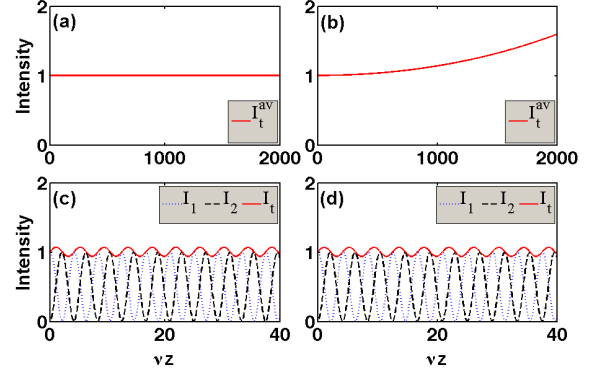 (a)
(b)
Intensity
2
1
0
I_t^av
0
1000
2000
2
1
0
I_t^av
0
1000
2000
(c)
(d)
Intensity
2
1
0
I_1 I_2 I_t
0
20
40
νz
2
1
0
I_1 I_2 I_t
0
20
40
νz